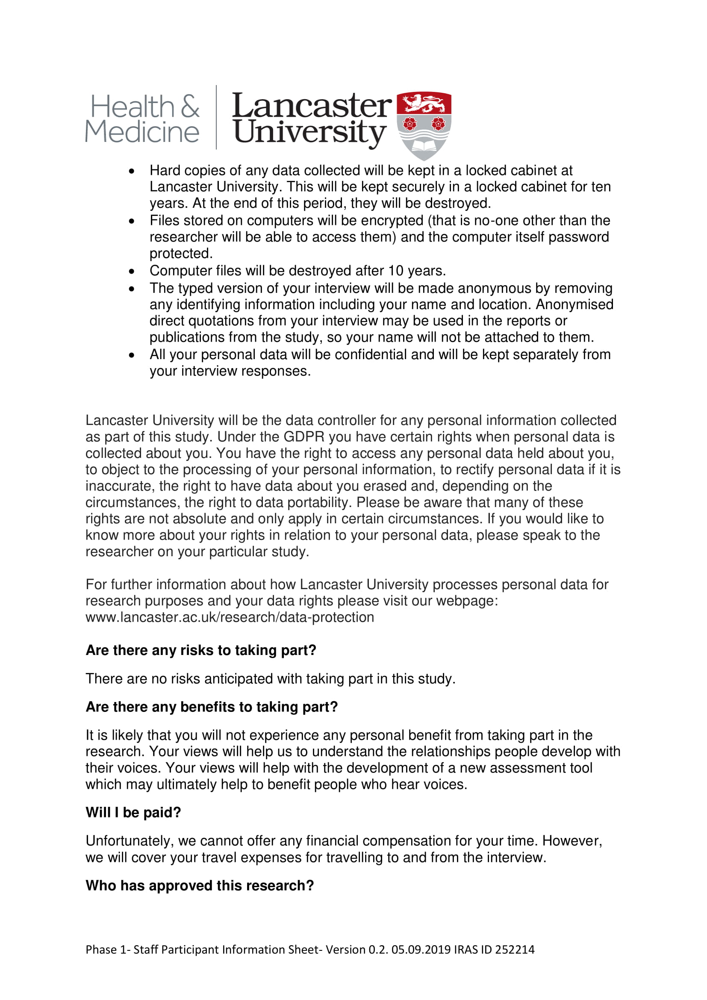 Health &
Medicine
Lancaster
University
• Hard copies of any data collected will be kept in a locked cabinet at
Lancaster University. This will be kept securely in a locked cabinet for ten
years. At the end of this period, they will be destroyed.
• Files stored on computers will be encrypted (that is no-one other than the
researcher will be able to access them) and the computer itself password
protected.
• Computer files will be destroyed after 10 years.
• The typed version of your interview will be made anonymous by removing
any identifying information including your name and location. Anonymised
direct quotations from your interview may be used in the reports or
publications from the study, so your name will not be attached to them.
• All your personal data will be confidential and will be kept separately from
your interview responses.
Lancaster University will be the data controller for any personal information collected
as part of this study. Under the GDPR you have certain rights when personal data is
collected about you. You have the right to access any personal data held about you,
to object to the processing of your personal information, to rectify personal data if it is
inaccurate, the right to have data about you erased and, depending on the
circumstances, the right to data portability. Please be aware that many of these
rights are not absolute and only apply in certain circumstances. If you would like to
know more about your rights in relation to your personal data, please speak to the
researcher on your particular study.
For further information about how Lancaster University processes personal data for
research purposes and your data rights please visit our webpage:
www.lancaster.ac.uk/research/data-protection
Are there any risks to taking part?
There are no risks anticipated with taking part in this study.
Are there any benefits to taking part?
It is likely that you will not experience any personal benefit from taking part in the
research. Your views will help us to understand the relationships people develop with
their voices. Your views will help with the development of a new assessment tool
which may ultimately help to benefit people who hear voices.
Will I be paid?
Unfortunately, we cannot offer any financial compensation for your time. However,
we will cover your travel expenses for travelling to and from the interview.
Who has approved this research?
Phase 1- Staff Participant Information Sheet- Version 0.2. 05.09.2019 IRAS ID 252214